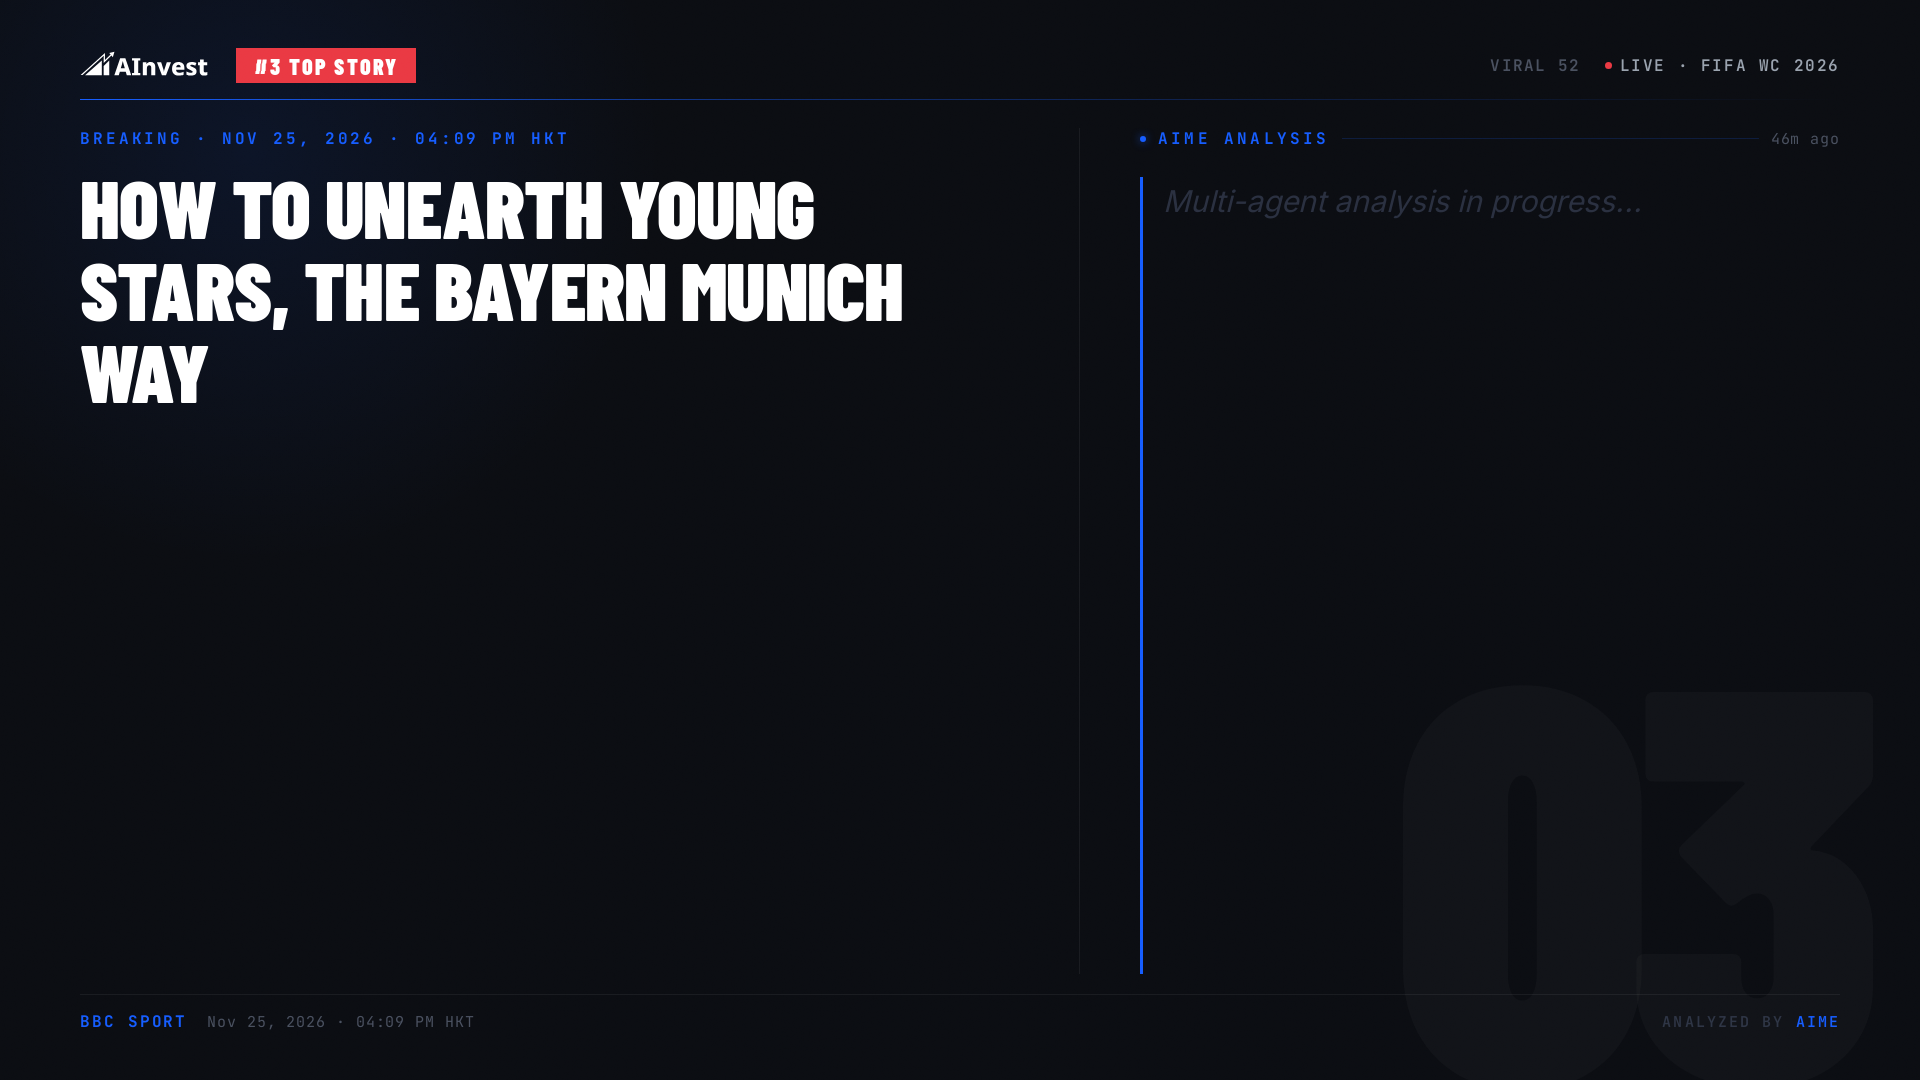 AInvest
#3 TOP STORY
VIRAL 52
LIVE · FIFA WC 2026
BREAKING · NOV 25, 2026 · 04:09 PM HKT
HOW TO UNEARTH YOUNG
STARS, THE BAYERN MUNICH
WAY
AIME ANALYSIS
46m ago
Multi-agent analysis in progress...
03
BBC SPORT
Nov 25, 2026 · 04:09 PM HKT
ANALYZED BY AIME